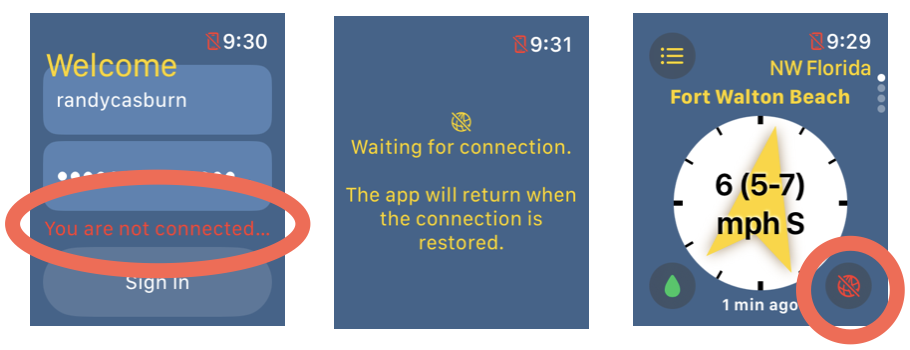 9:30
Welcome
randycasburn
You are not connected...
Sign In
9:31
Waiting for connection.
The app will return when
the connection is
restored.
9:29
NW Florida
Fort Walton Beach
6 (5-7)
mph S
1 min ago